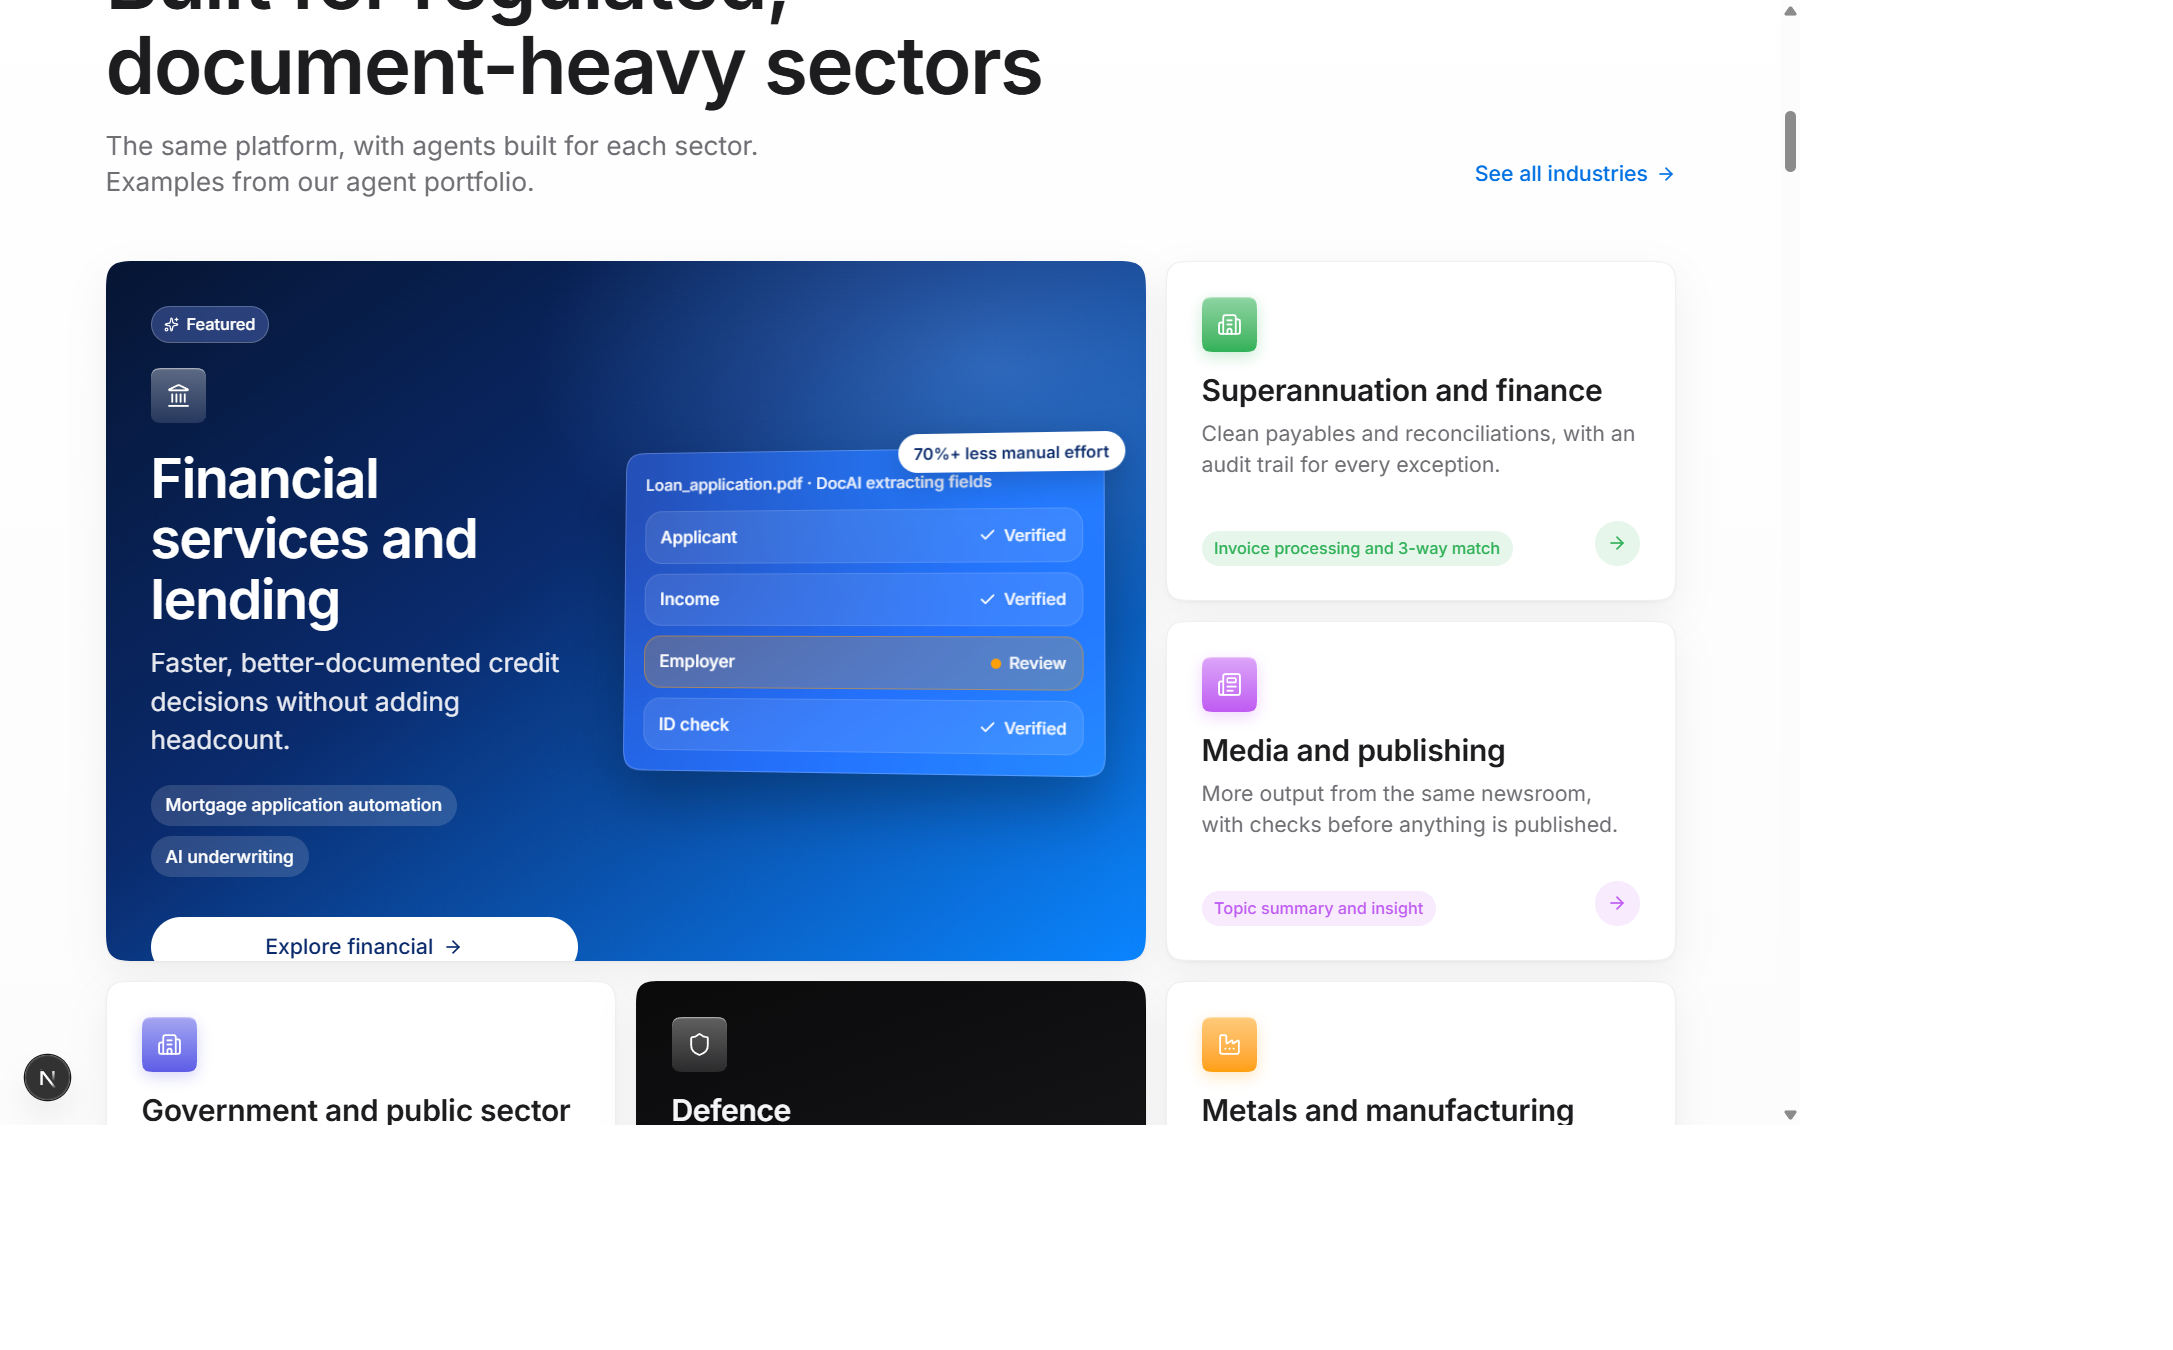 Built for regulated,
document-heavy sectors
The same platform, with agents built for each sector.
Examples from our agent portfolio.
See all industries
Featured
Financial
services and
lending
Faster, better-documented credit
decisions without adding
headcount.
Mortgage application automation
AI underwriting
Explore financial
70%+ less manual effort
Loan_application.pdf · DocAI extracting fields
Applicant Verified
Income Verified
Employer Review
ID check Verified
Superannuation and finance
Clean payables and reconciliations, with an
audit trail for every exception.
Invoice processing and 3-way match
Media and publishing
More output from the same newsroom,
with checks before anything is published.
Topic summary and insight
Government and public sector
Defence
Metals and manufacturing
N